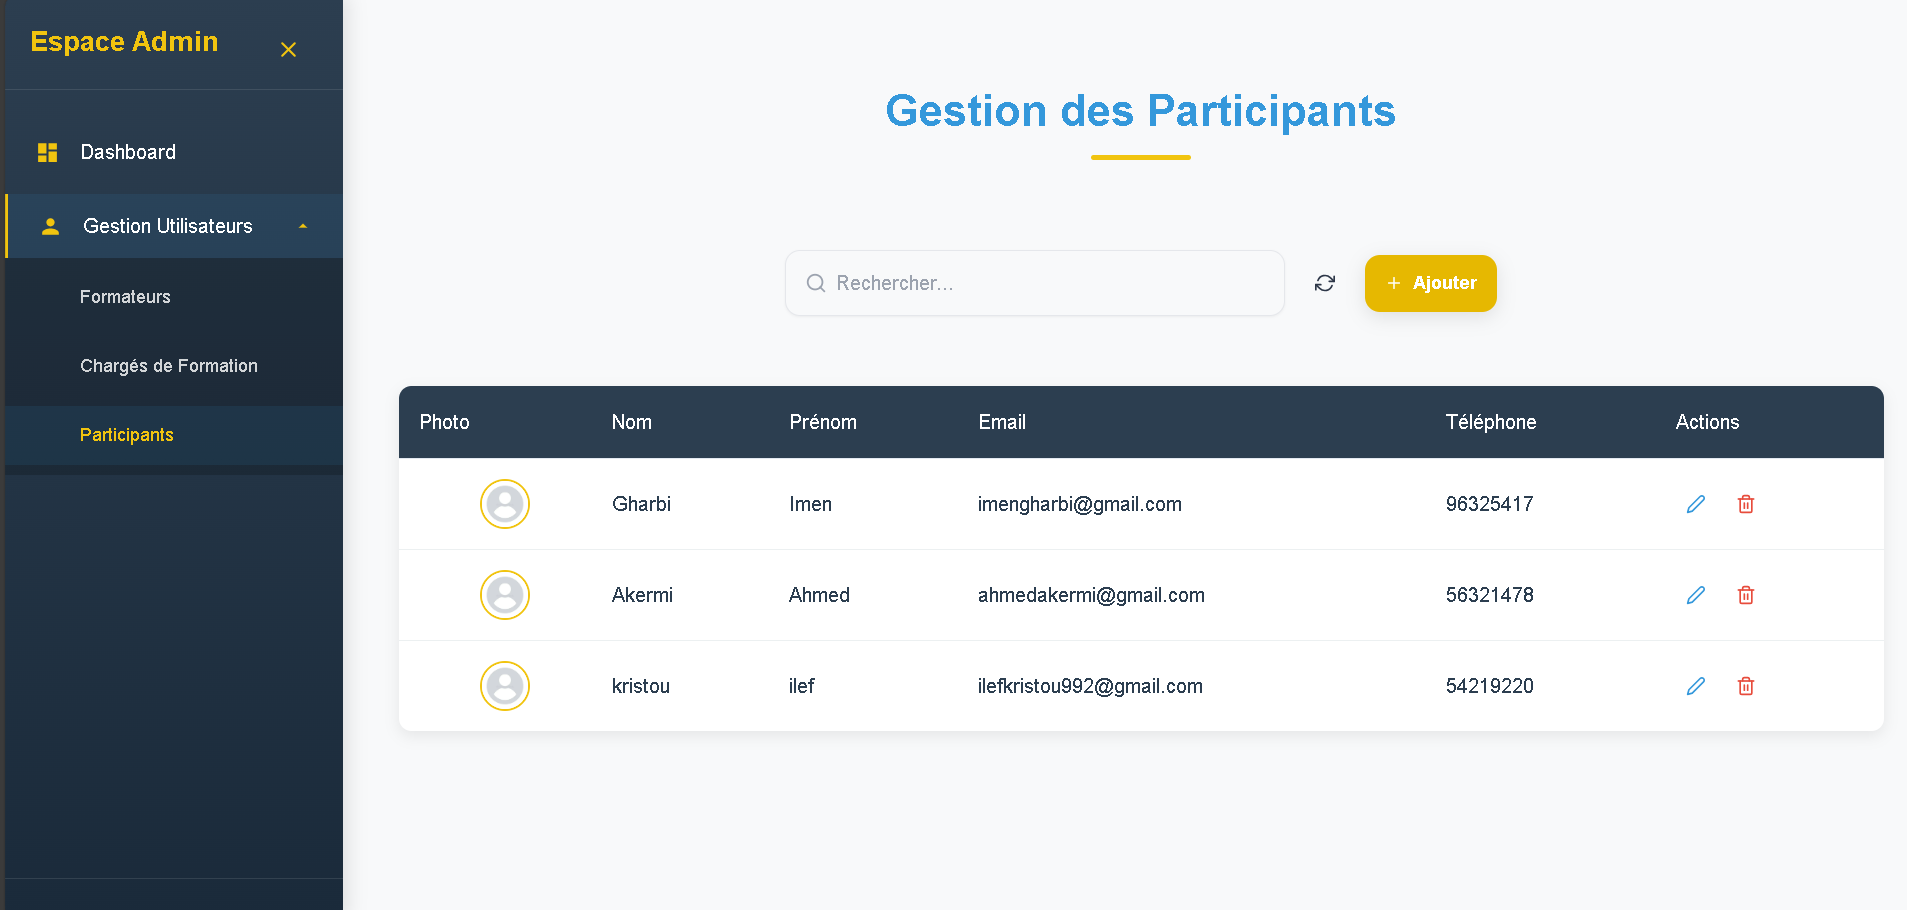 Espace Admin
Dashboard
Gestion Utilisateurs
Formateurs
Chargés de Formation
Participants
Gestion des Participants
Rechercher...
+ Ajouter
Photo Nom Prénom Email Téléphone Actions
Gharbi Imen imengharbi@gmail.com 96325417
Akermi Ahmed ahmedakermi@gmail.com 56321478
kristou ilef ilefkristou992@gmail.com 54219220